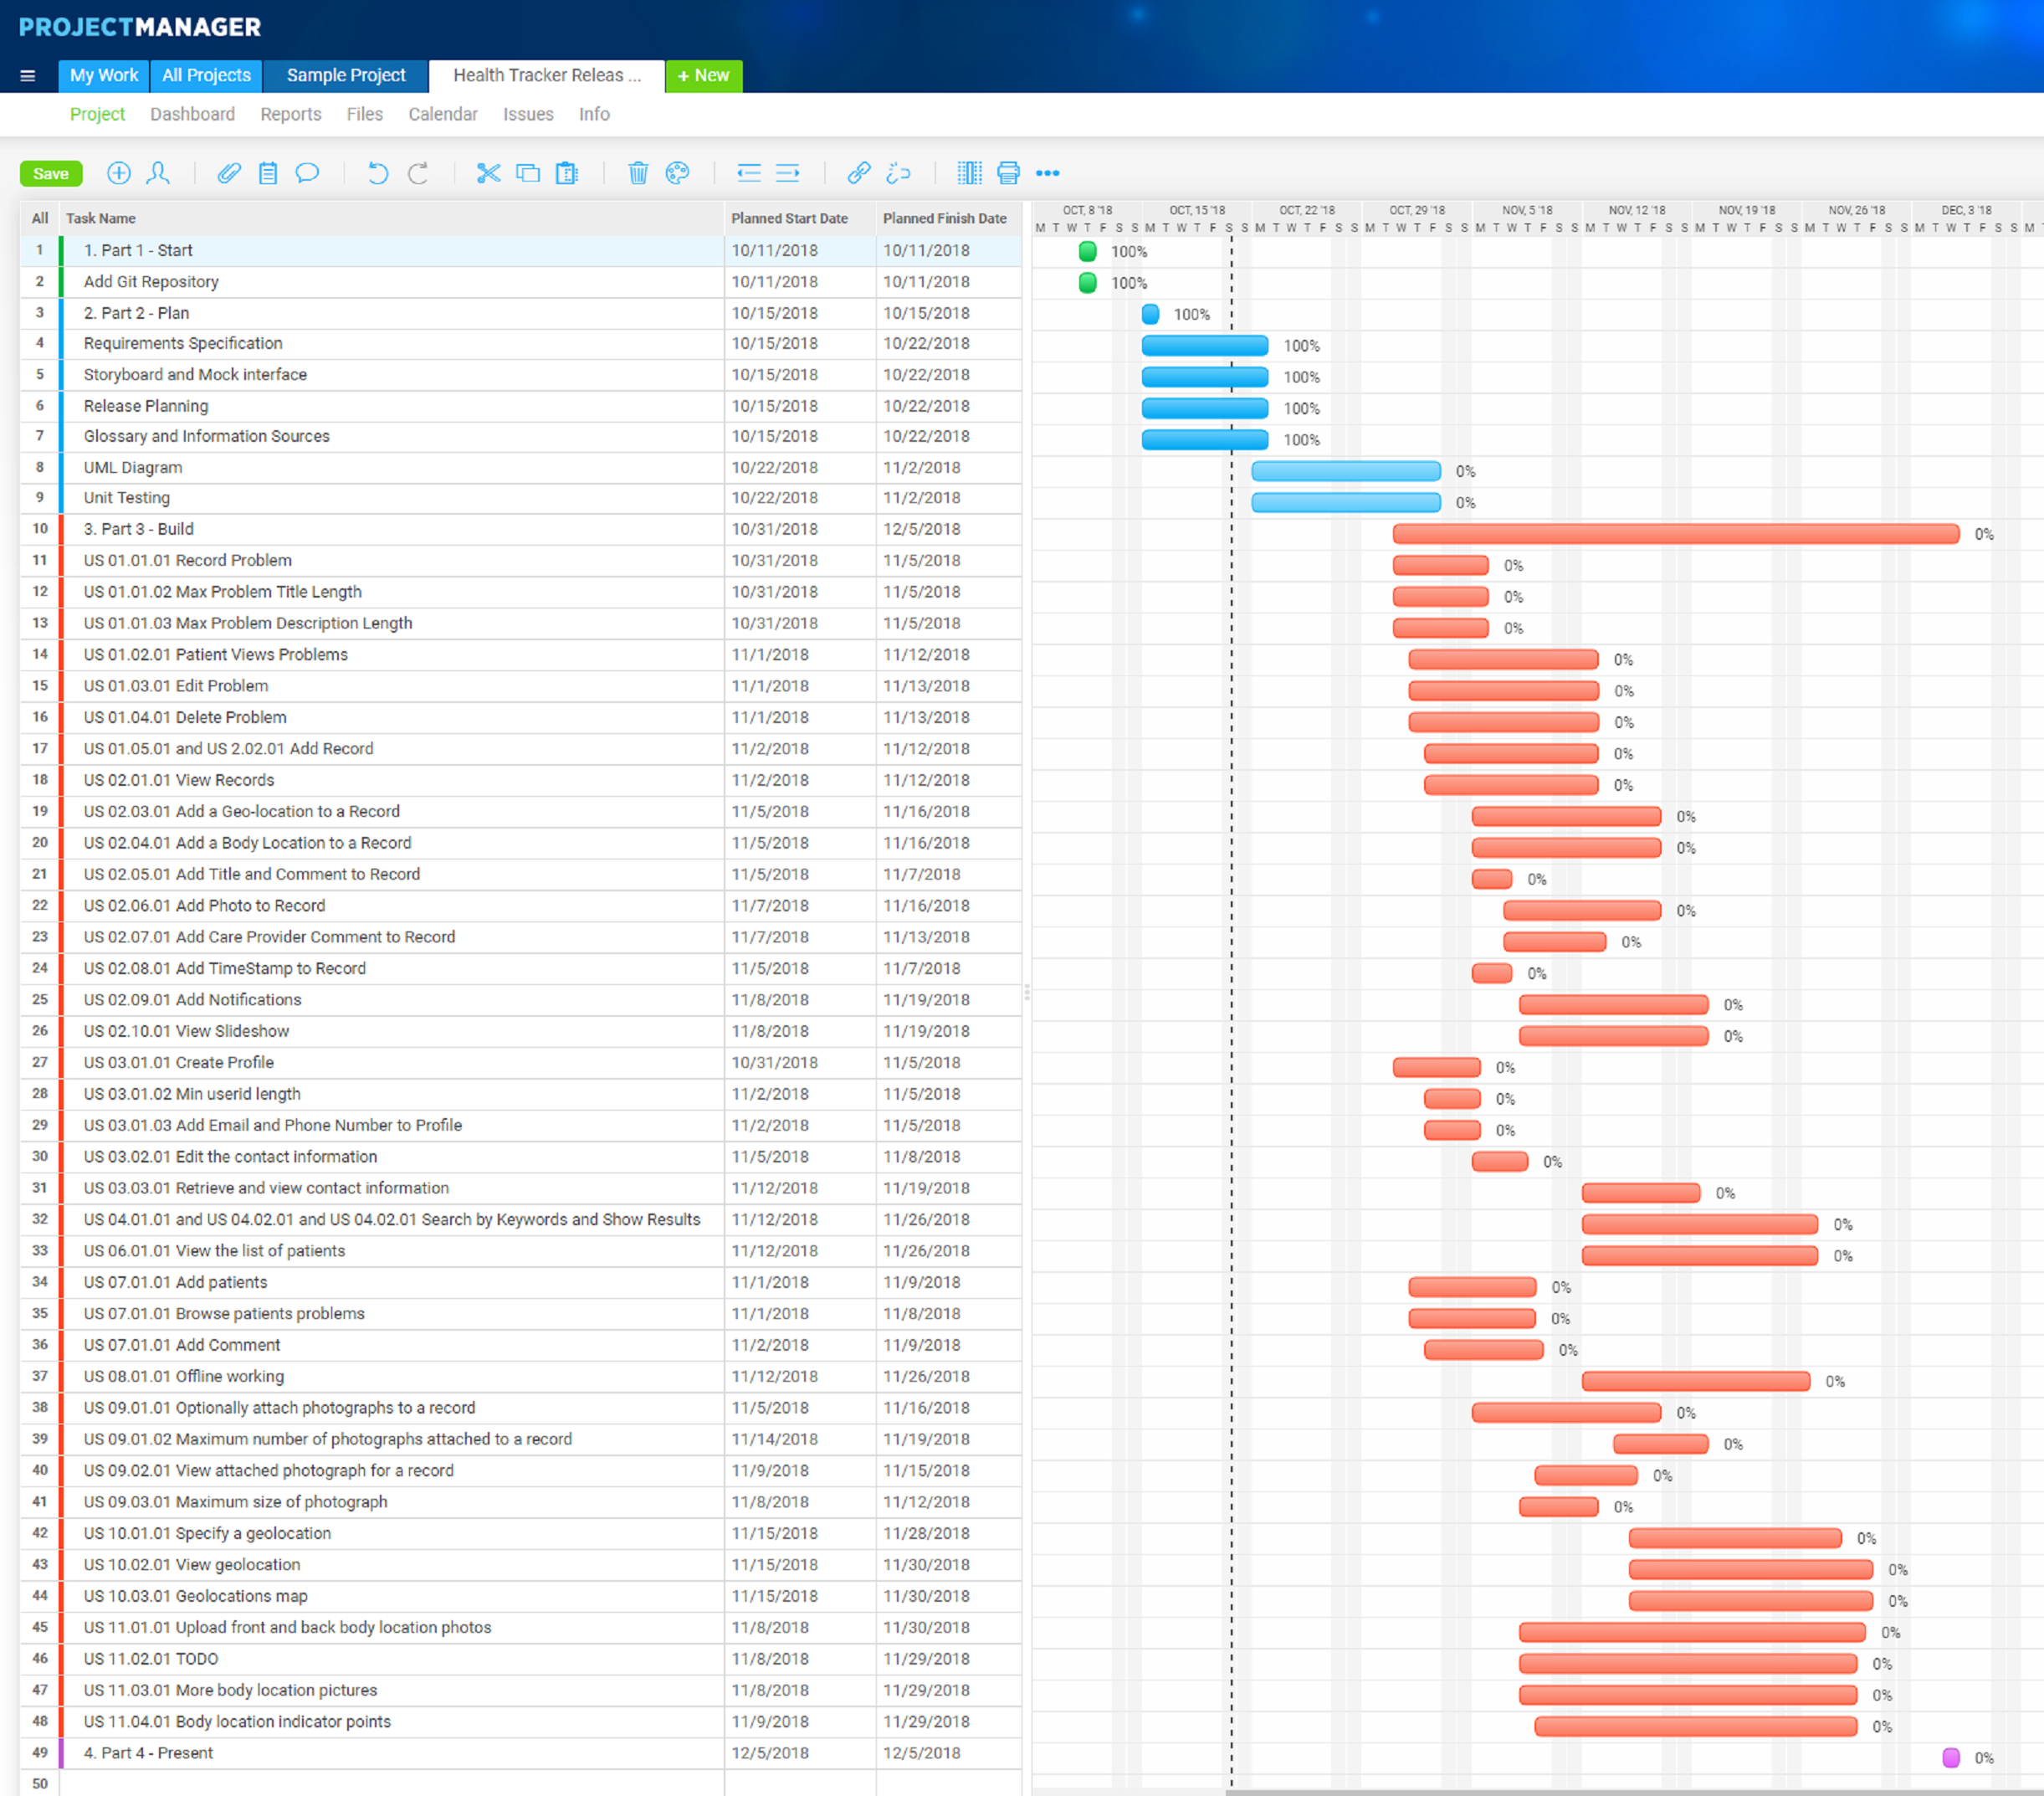 PROJECTMANAGER
My Work All Projects Sample Project Health Tracker Releas ... + New
Project Dashboard Reports Files Calendar Issues Info
Save
All Task Name Planned Start Date Planned Finish Date OCT, 8 '18 OCT, 15 '18 OCT, 22 '18 OCT, 29 '18 NOV, 5 '18 NOV, 12 '18 NOV, 19 '18 NOV, 26 '18 DEC, 3 '18
M T W T F S S M T W T F S S M T W T F S S M T W T F S S M T W T F S S M T W T F S S M T W T F S S M T W T F S S M T W T F S S M
1 1. Part 1 - Start 10/11/2018 10/11/2018 100%
2 Add Git Repository 10/11/2018 10/11/2018 100%
3 2. Part 2 - Plan 10/15/2018 10/15/2018 100%
4 Requirements Specification 10/15/2018 10/22/2018 100%
5 Storyboard and Mock interface 10/15/2018 10/22/2018 100%
6 Release Planning 10/15/2018 10/22/2018 100%
7 Glossary and Information Sources 10/15/2018 10/22/2018 100%
8 UML Diagram 10/22/2018 11/2/2018 0%
9 Unit Testing 10/22/2018 11/2/2018 0%
10 3. Part 3 - Build 10/31/2018 12/5/2018 0%
11 US 01.01.01 Record Problem 10/31/2018 11/5/2018 0%
12 US 01.01.02 Max Problem Title Length 10/31/2018 11/5/2018 0%
13 US 01.01.03 Max Problem Description Length 10/31/2018 11/5/2018 0%
14 US 01.02.01 Patient Views Problems 11/1/2018 11/12/2018 0%
15 US 01.03.01 Edit Problem 11/1/2018 11/13/2018 0%
16 US 01.04.01 Delete Problem 11/1/2018 11/13/2018 0%
17 US 01.05.01 and US 2.02.01 Add Record 11/2/2018 11/12/2018 0%
18 US 02.01.01 View Records 11/2/2018 11/12/2018 0%
19 US 02.03.01 Add a Geo-location to a Record 11/5/2018 11/16/2018 0%
20 US 02.04.01 Add a Body Location to a Record 11/5/2018 11/16/2018 0%
21 US 02.05.01 Add Title and Comment to Record 11/5/2018 11/7/2018 0%
22 US 02.06.01 Add Photo to Record 11/7/2018 11/16/2018 0%
23 US 02.07.01 Add Care Provider Comment to Record 11/7/2018 11/13/2018 0%
24 US 02.08.01 Add TimeStamp to Record 11/5/2018 11/7/2018 0%
25 US 02.09.01 Add Notifications 11/8/2018 11/19/2018 0%
26 US 02.10.01 View Slideshow 11/8/2018 11/19/2018 0%
27 US 03.01.01 Create Profile 10/31/2018 11/5/2018 0%
28 US 03.01.02 Min userid length 11/2/2018 11/5/2018 0%
29 US 03.01.03 Add Email and Phone Number to Profile 11/2/2018 11/5/2018 0%
30 US 03.02.01 Edit the contact information 11/5/2018 11/8/2018 0%
31 US 03.03.01 Retrieve and view contact information 11/12/2018 11/19/2018 0%
32 US 04.01.01 and US 04.02.01 and US 04.02.01 Search by Keywords and Show Results 11/12/2018 11/26/2018 0%
33 US 06.01.01 View the list of patients 11/12/2018 11/26/2018 0%
34 US 07.01.01 Add patients 11/1/2018 11/9/2018 0%
35 US 07.01.01 Browse patients problems 11/1/2018 11/8/2018 0%
36 US 07.01.01 Add Comment 11/2/2018 11/9/2018 0%
37 US 08.01.01 Offline working 11/12/2018 11/26/2018 0%
38 US 09.01.01 Optionally attach photographs to a record 11/5/2018 11/16/2018 0%
39 US 09.01.02 Maximum number of photographs attached to a record 11/14/2018 11/19/2018 0%
40 US 09.02.01 View attached photograph for a record 11/9/2018 11/15/2018 0%
41 US 09.03.01 Maximum size of photograph 11/8/2018 11/12/2018 0%
42 US 10.01.01 Specify a geolocation 11/15/2018 11/28/2018 0%
43 US 10.02.01 View geolocation 11/15/2018 11/30/2018 0%
44 US 10.03.01 Geolocations map 11/15/2018 11/30/2018 0%
45 US 11.01.01 Upload front and back body location photos 11/8/2018 11/30/2018 0%
46 US 11.02.01 TODO 11/8/2018 11/29/2018 0%
47 US 11.03.01 More body location pictures 11/8/2018 11/29/2018 0%
48 US 11.04.01 Body location indicator points 11/9/2018 11/29/2018 0%
49 4. Part 4 - Present 12/5/2018 12/5/2018 0%
50